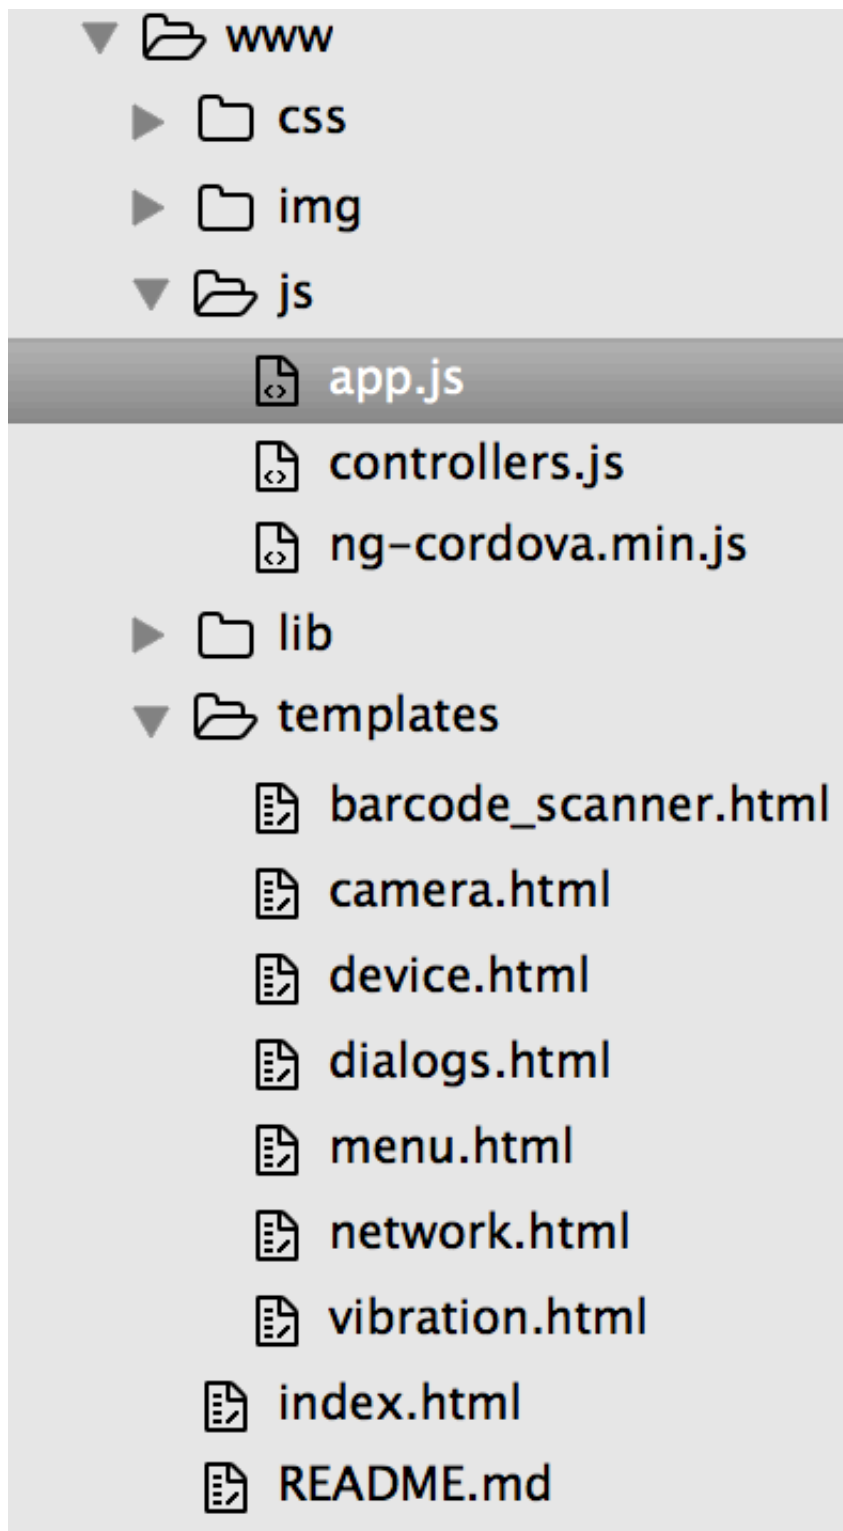 www
css
img
js
app.js
controllers.js
ng-cordova.min.js
lib
templates
barcode_scanner.html
camera.html
device.html
dialogs.html
menu.html
network.html
vibration.html
index.html
README.md